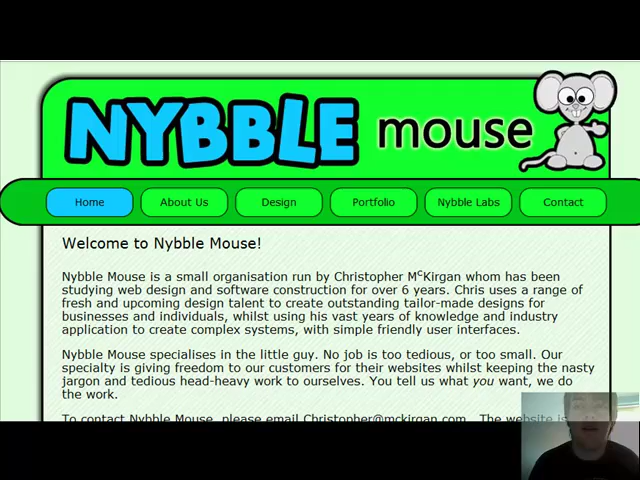 NYBBLE mouse
Home About Us Design Portfolio Nybble Labs Contact
Welcome to Nybble Mouse!
Nybble Mouse is a small organisation run by Christopher McKirgan whom has been
studying web design and software construction for over 6 years. Chris uses a range of
fresh and upcoming design talent to create outstanding tailor-made designs for
businesses and individuals, whilst using his vast years of knowledge and industry
application to create complex systems, with simple friendly user interfaces.
Nybble Mouse specialises in the little guy. No job is too tedious, or too small. Our
specialty is giving freedom to our customers for their websites whilst keeping the nasty
jargon and tedious head-heavy work to ourselves. You tell us what you want, we do
the work.
To contact Nybble Mouse, please email Christopher@mckirgan.com. The website is